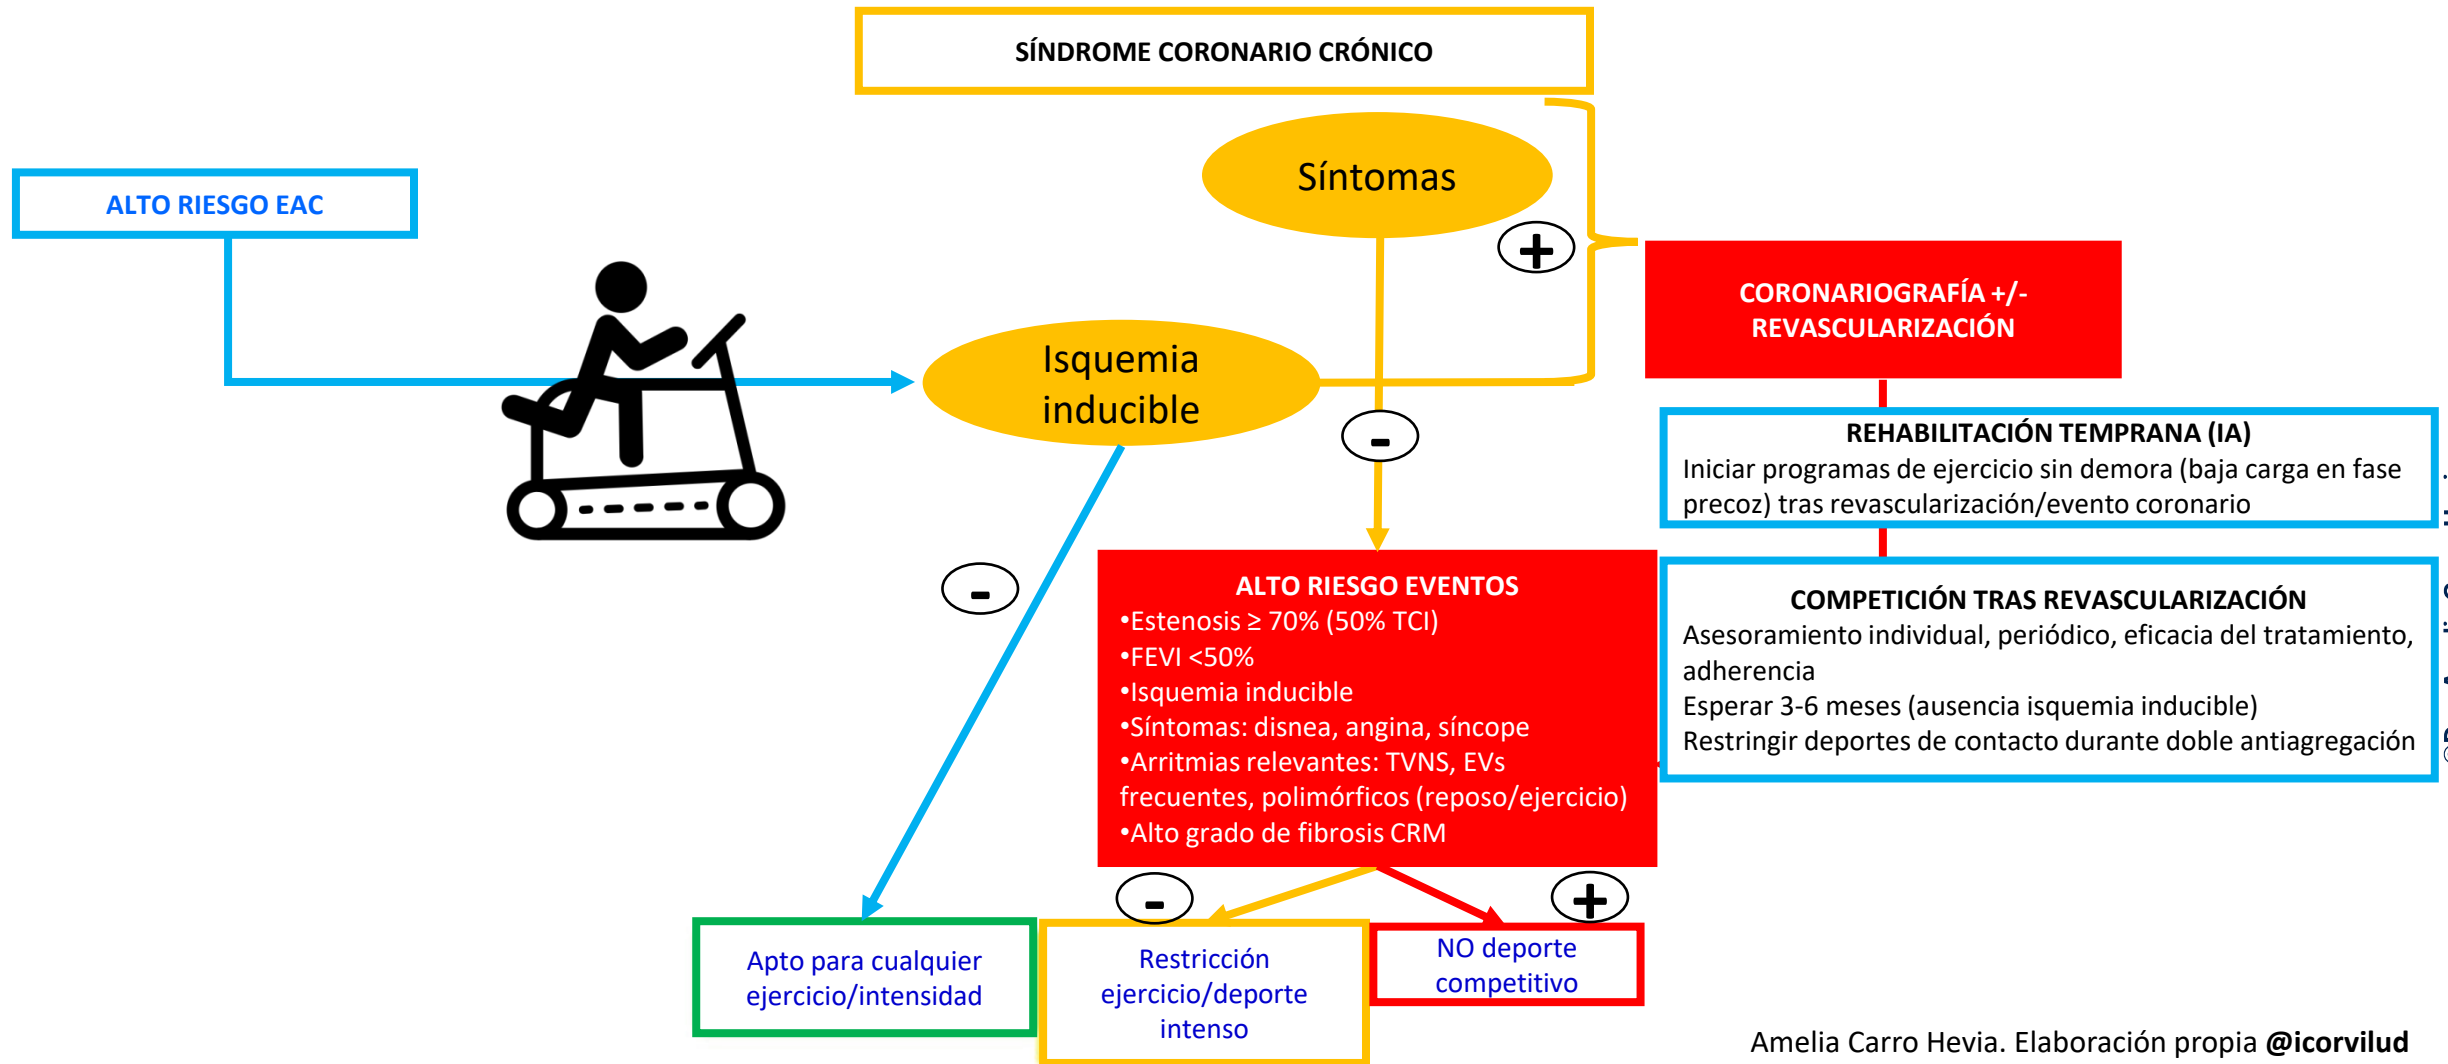 SÍNDROME CORONARIO CRÓNICO
Síntomas
ALTO RIESGO EAC
+
CORONARIOGRAFÍA +/-
REVASCULARIZACIÓN
Isquemia
inducible
-
REHABILITACIÓN TEMPRANA (IA)
Iniciar programas de ejercicio sin demora (baja carga en fase
precoz) tras revascularización/evento coronario
-
ALTO RIESGO EVENTOS
•Estenosis ≥ 70% (50% TCI)
•FEVI <50%
•Isquemia inducible
•Síntomas: disnea, angina, síncope
•Arritmias relevantes: TVNS, EVs
frecuentes, polimórficos (reposo/ejercicio)
•Alto grado de fibrosis CRM
COMPETICIÓN TRAS REVASCULARIZACIÓN
Asesoramiento individual, periódico, eficacia del tratamiento,
adherencia
Esperar 3-6 meses (ausencia isquemia inducible)
Restringir deportes de contacto durante doble antiagregación
-
+
Apto para cualquier
ejercicio/intensidad
Restricción
ejercicio/deporte
intenso
NO deporte
competitivo
Amelia Carro Hevia. Elaboración propia @icorvilud